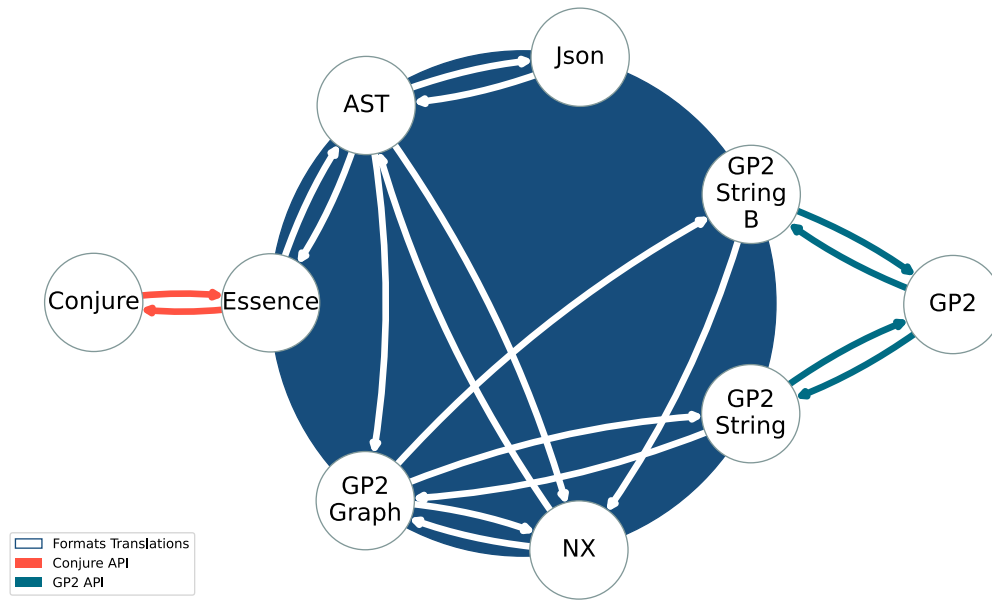 Json
AST
GP2
String
B
Conjure
Essence
GP2
GP2
String
GP2
Graph
NX
Formats Translations
Conjure API
GP2 API